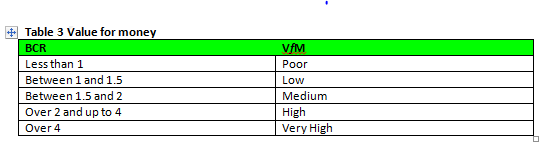 Table 3 Value for money
BCR VfM
Less than 1 Poor
Between 1 and 1.5 Low
Between 1.5 and 2 Medium
Over 2 and up to 4 High
Over 4 Very High